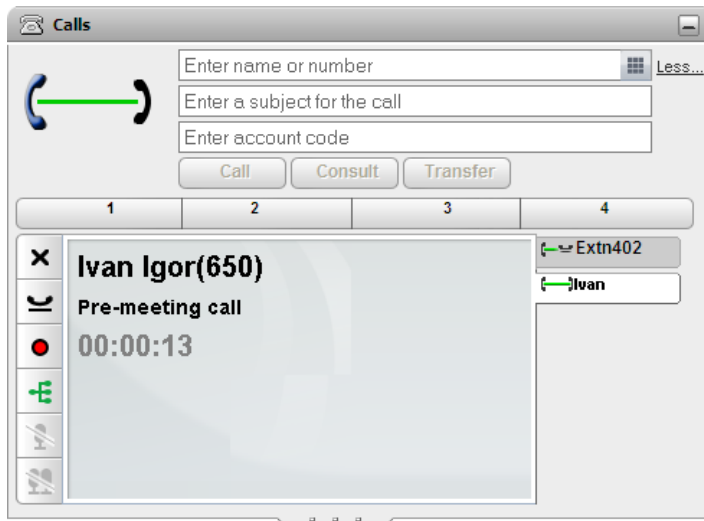 Calls
Enter name or number
Less...
Enter a subject for the call
Enter account code
Call Consult Transfer
1 2 3 4
Ivan Igor(650)
Pre-meeting call
00:00:13
Extn402
Ivan